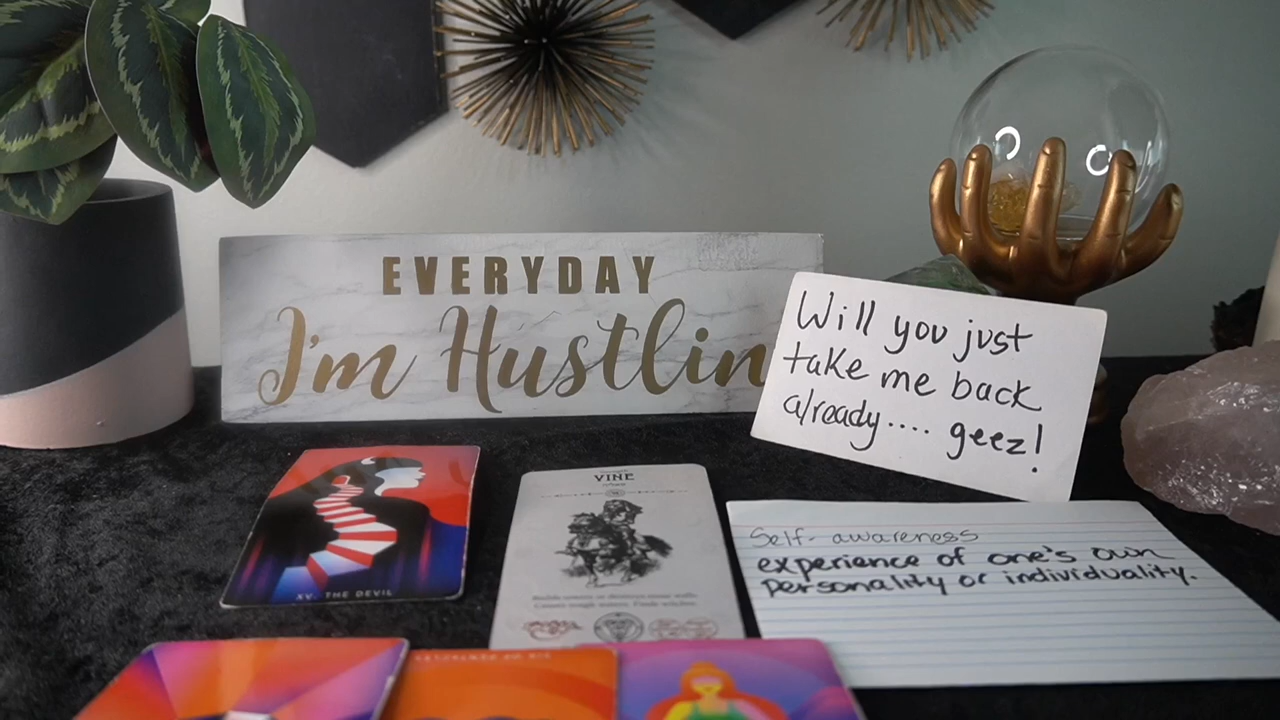 EVERYDAY
I'm Hustlin
Will you just
take me back
already.... geez!
XV. THE DEVIL
VINE
Self-awareness
experience of one's own
personality or individuality.